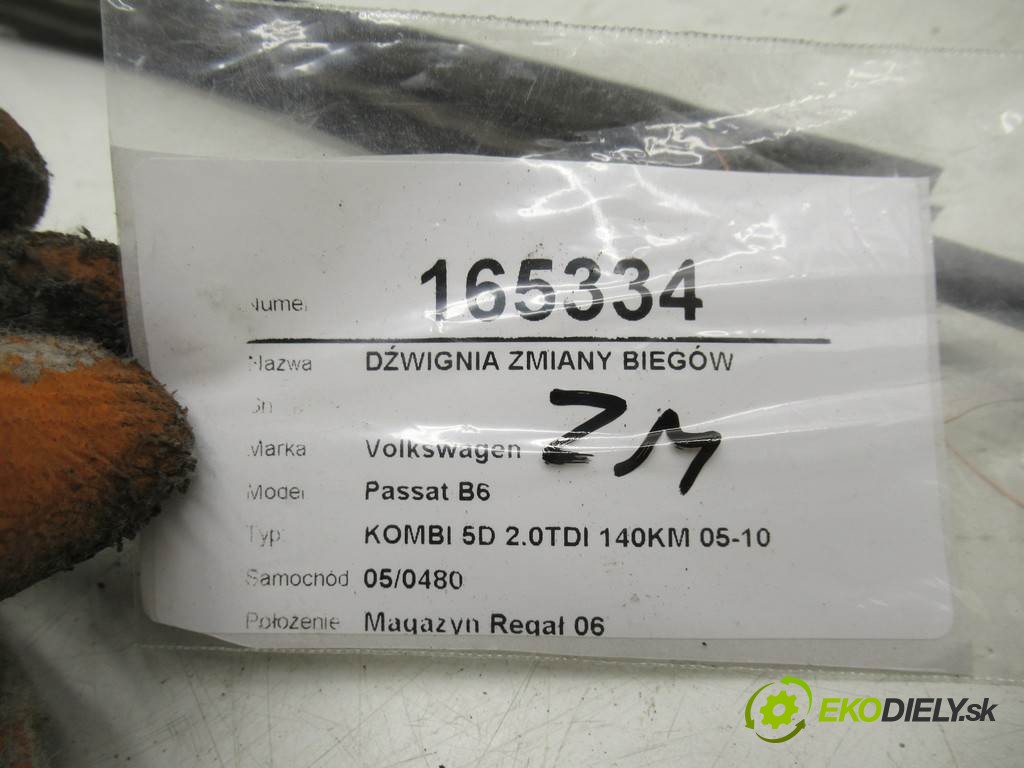 Numer 165334
Nazwa DŹWIGNIA ZMIANY BIEGÓW
ZM
Marka Volkswagen
Model Passat B6
Typ KOMBI 5D 2.0TDI 140KM 05-10
Samochód 05/0480
Położenie Magazyn Regał 06
EKODIELY.sk